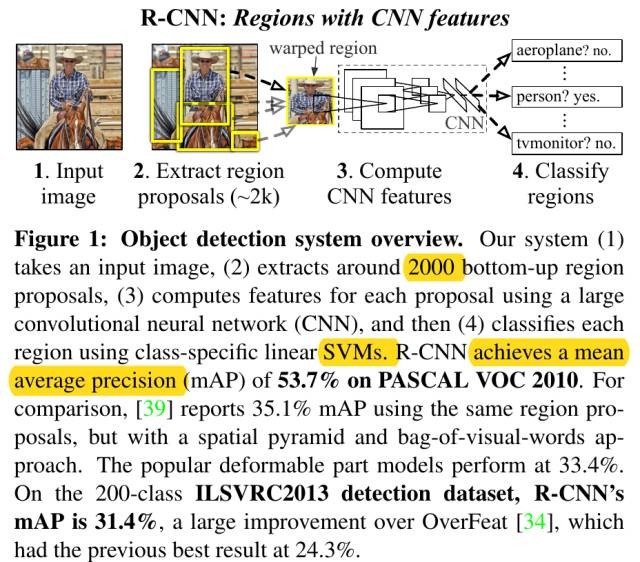 R-CNN: Regions with CNN features
warped region
aeroplane? no.
⋮
person? yes.
CNN
⋮
tvmonitor? no.
1. Input
image
2. Extract region
proposals (~2k)
3. Compute
CNN features
4. Classify
regions
Figure 1: Object detection system overview. Our system (1)
takes an input image, (2) extracts around 2000 bottom-up region
proposals, (3) computes features for each proposal using a large
convolutional neural network (CNN), and then (4) classifies each
region using class-specific linear SVMs. R-CNN achieves a mean
average precision (mAP) of 53.7% on PASCAL VOC 2010. For
comparison, [39] reports 35.1% mAP using the same region pro-
posals, but with a spatial pyramid and bag-of-visual-words ap-
proach. The popular deformable part models perform at 33.4%.
On the 200-class ILSVRC2013 detection dataset, R-CNN's
mAP is 31.4%, a large improvement over OverFeat [34], which
had the previous best result at 24.3%.